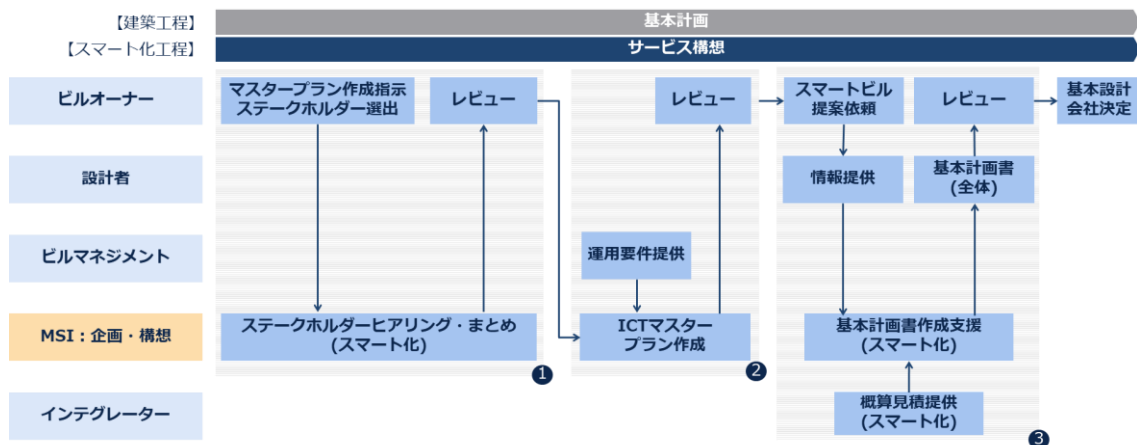 【建築工程】
基本計画
【スマート化工程】
サービス構想
ビルオーナー
マスタープラン作成指示
ステークホルダー選出
レビュー
レビュー
スマートビル
提案依頼
レビュー
基本設計
会社決定
設計者
情報提供
基本計画書
(全体)
ビルマネジメント
運用要件提供
MSI：企画・構想
ステークホルダーヒアリング・まとめ
(スマート化)
ICTマスター
プラン作成
基本計画書作成支援
(スマート化)
1
2
インテグレーター
概算見積提供
(スマート化)
3